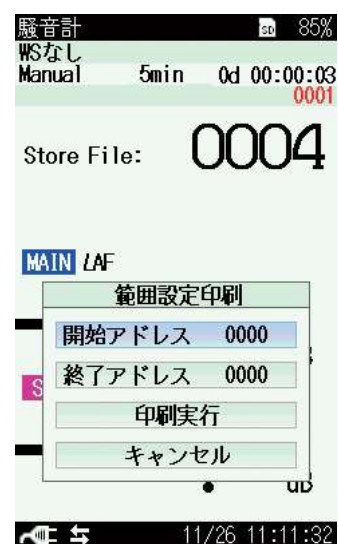 騒音計 SD 85%
WSなし
Manual 5min 0d 00:00:03
0001
Store File: 0004
MAIN LAF
範囲設定印刷
開始アドレス 0000
S 終了アドレス 0000
印刷実行
キャンセル
dB
11/26 11:11:32